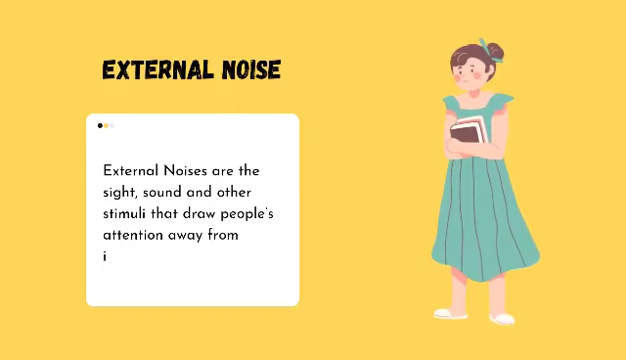 EXTERNAL NOISE
External Noises are the
sight, sound and other
stimuli that draw people's
attention away from
i